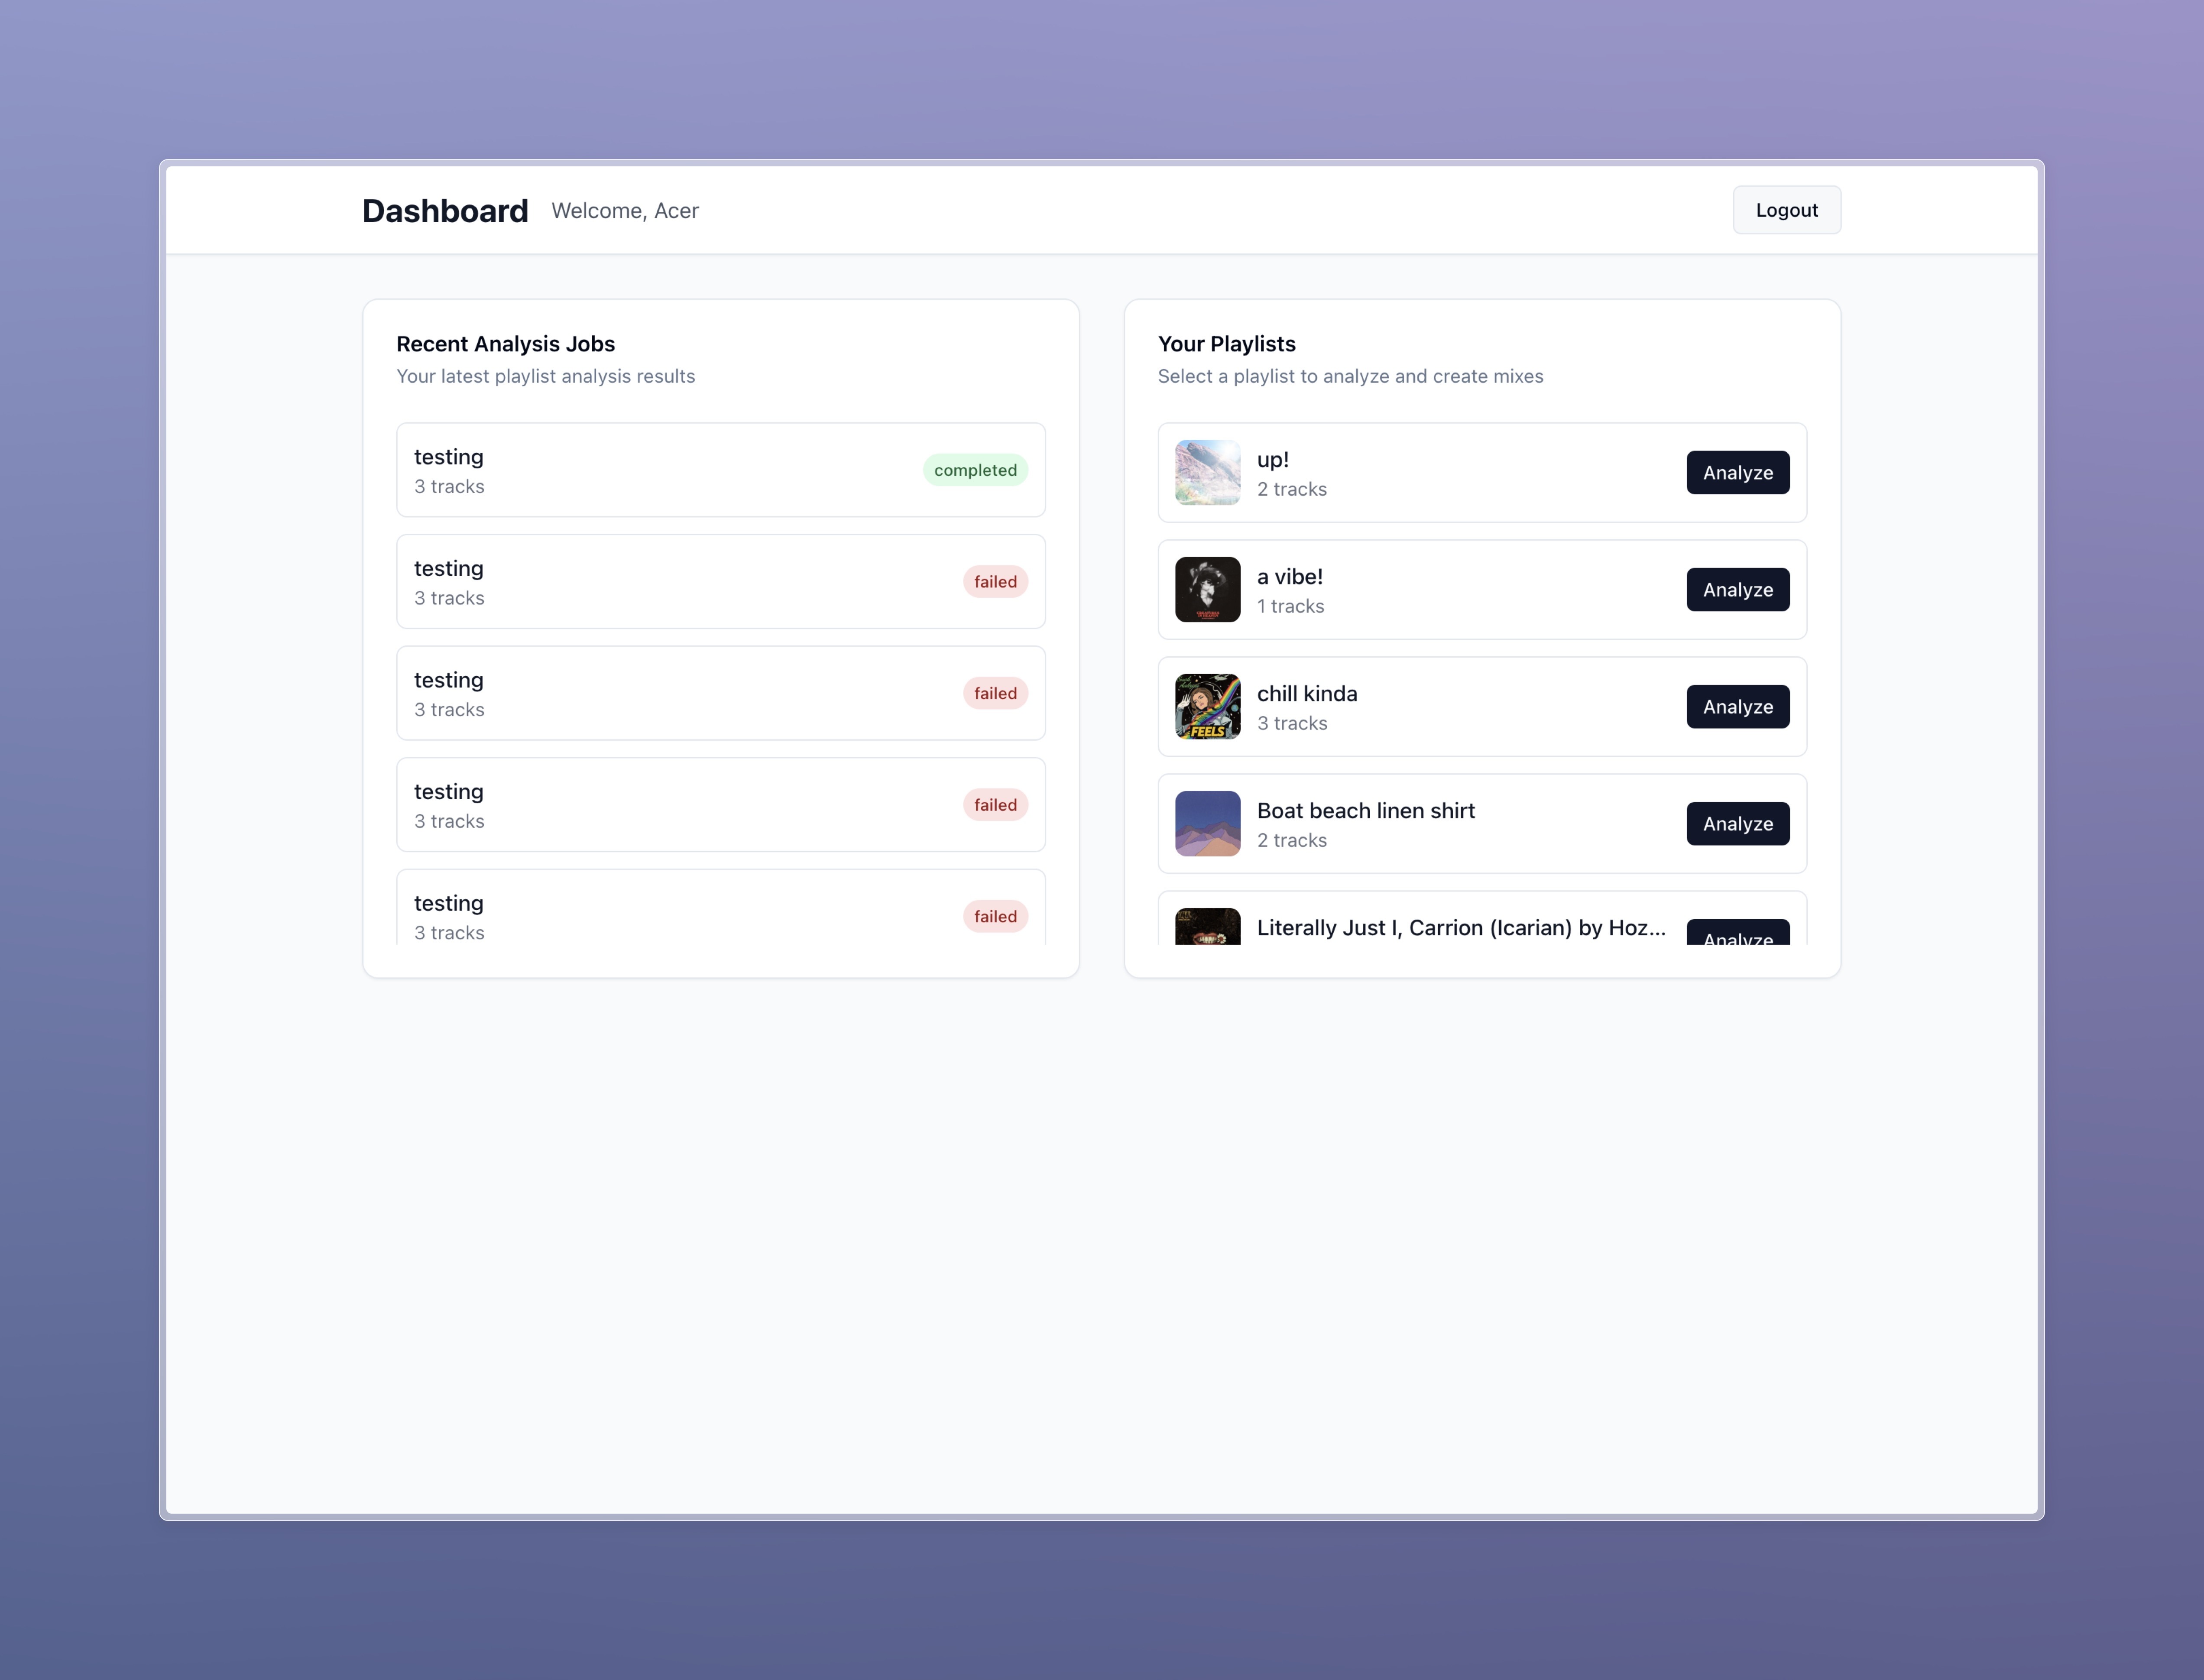 Dashboard Welcome, Acer
Logout
Recent Analysis Jobs
Your latest playlist analysis results
testing
3 tracks
completed
testing
3 tracks
failed
testing
3 tracks
failed
testing
3 tracks
failed
testing
3 tracks
failed
Your Playlists
Select a playlist to analyze and create mixes
up!
2 tracks
Analyze
a vibe!
1 tracks
Analyze
FEELS
chill kinda
3 tracks
Analyze
Boat beach linen shirt
2 tracks
Analyze
Literally Just I, Carrion (Icarian) by Hoz...
Analyze